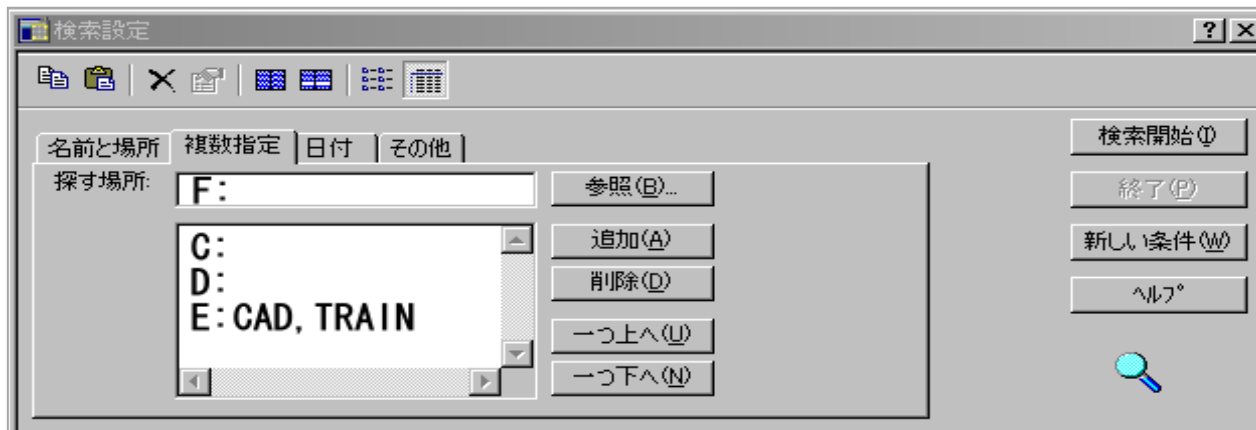 検索設定
名前と場所 複数指定 日付 その他
検索開始(I)
探す場所:
F:
参照(B)...
終了(P)
C:
D:
E:CAD,TRAIN
追加(A)
新しい条件(W)
削除(D)
ヘルプ
一つ上へ(U)
一つ下へ(N)